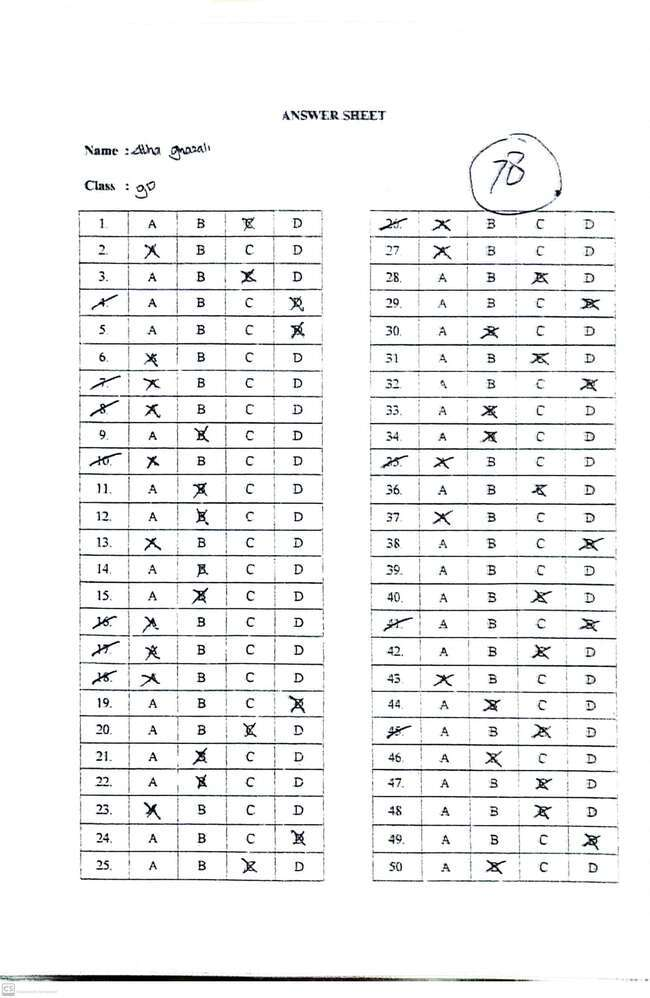 ANSWER SHEET
Name : Atha ghazali
Class : 9D
78
1. A B C D
2. A B C D
3. A B C D
4. A B C D
5. A B C D
6. A B C D
7. A B C D
8. A B C D
9. A B C D
10. A B C D
11. A B C D
12. A B C D
13. A B C D
14. A B C D
15. A B C D
16. A B C D
17. A B C D
18. A B C D
19. A B C D
20. A B C D
21. A B C D
22. A B C D
23. A B C D
24. A B C D
25. A B C D
26. A B C D
27 A B C D
28. A B C D
29. A B C D
30. A B C D
31 A B C D
32. A B C D
33. A B C D
34. A B C D
35. A B C D
36. A B C D
37. A B C D
38 A B C D
39. A B C D
40. A B C D
41. A B C D
42. A B C D
43. A B C D
44. A B C D
45. A B C D
46. A B C D
47. A B C D
48 A B C D
49. A B C D
50 A B C D
CS